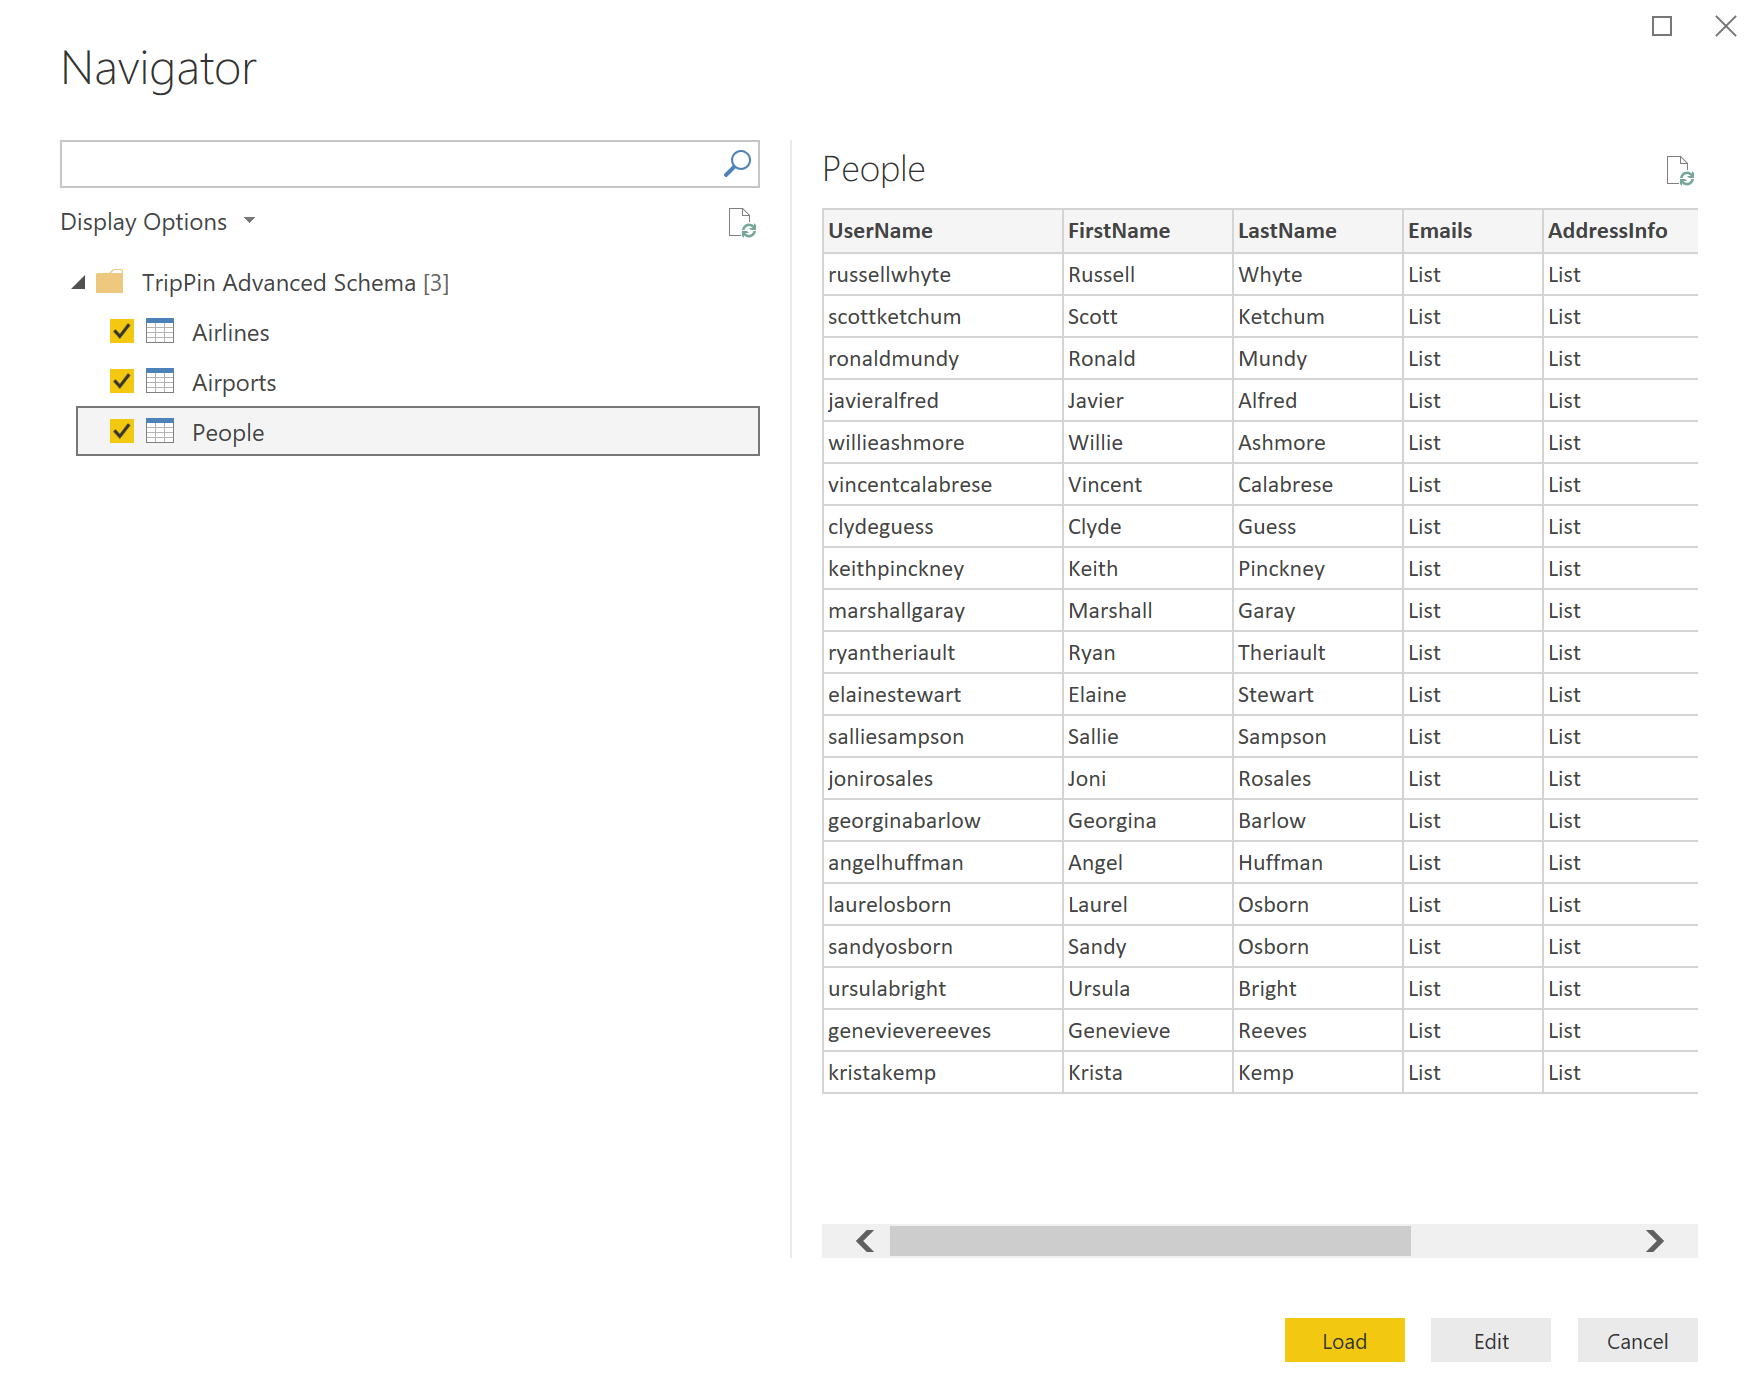 Navigator
Display Options
TripPin Advanced Schema [3]
Airlines
Airports
People
People
UserName FirstName LastName Emails AddressInfo
russellwhyte Russell Whyte List List
scottketchum Scott Ketchum List List
ronaldmundy Ronald Mundy List List
javieralfred Javier Alfred List List
willieashmore Willie Ashmore List List
vincentcalabrese Vincent Calabrese List List
clydeguess Clyde Guess List List
keithpinckney Keith Pinckney List List
marshallgaray Marshall Garay List List
ryantheriault Ryan Theriault List List
elainestewart Elaine Stewart List List
salliesampson Sallie Sampson List List
jonirosales Joni Rosales List List
georginabarlow Georgina Barlow List List
angelhuffman Angel Huffman List List
laurelosborn Laurel Osborn List List
sandyosborn Sandy Osborn List List
ursulabright Ursula Bright List List
genevievereeves Genevieve Reeves List List
kristakemp Krista Kemp List List
Load Edit Cancel